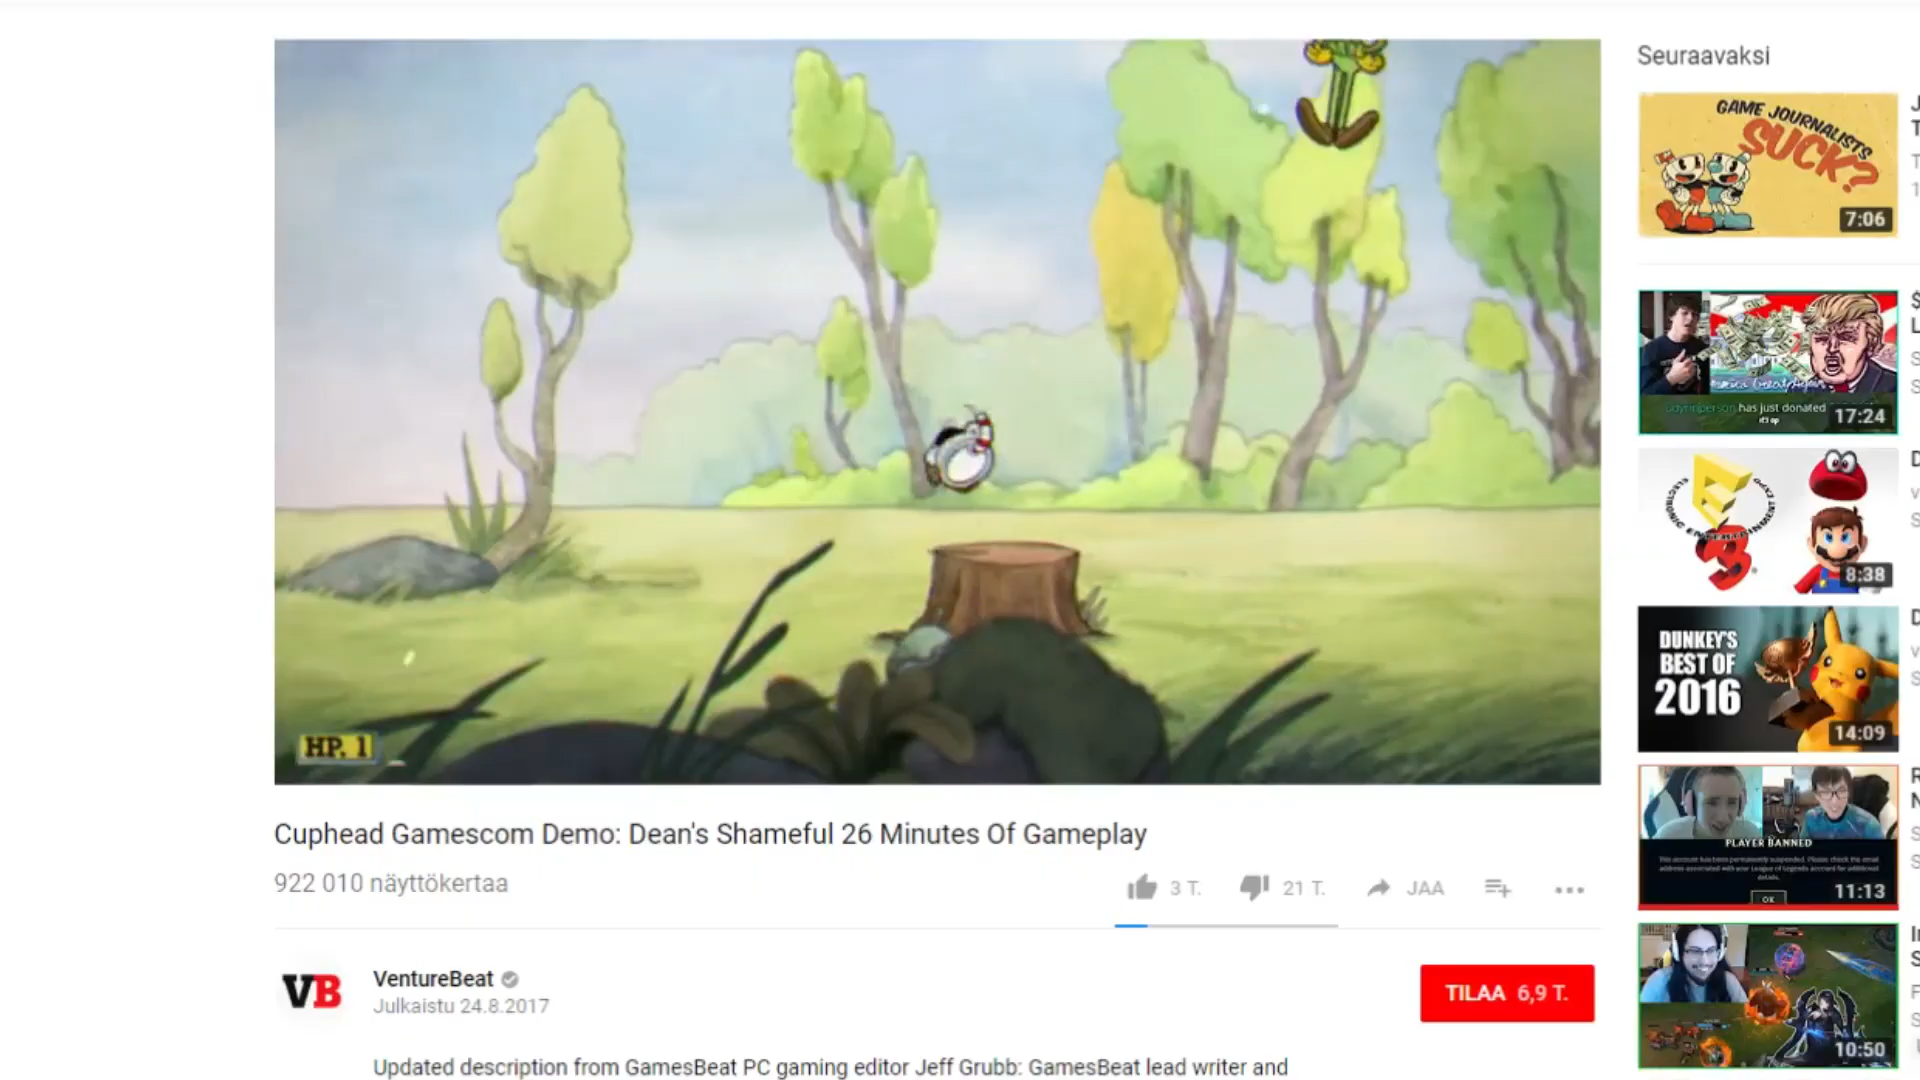 Seuraavaksi
GAME JOURNALISTS
SUCK?
7:06
has just donated
17:24
E3
8:38
DUNKEY'S
BEST OF
2016
14:09
PLAYER BANNED
OK
11:13
10:50
HP. 1
Cuphead Gamescom Demo: Dean's Shameful 26 Minutes Of Gameplay
922 010 näyttökertaa
3 T.
21 T.
JAA
VB
VentureBeat
Julkaistu 24.8.2017
TILAA 6,9 T.
Updated description from GamesBeat PC gaming editor Jeff Grubb: GamesBeat lead writer and